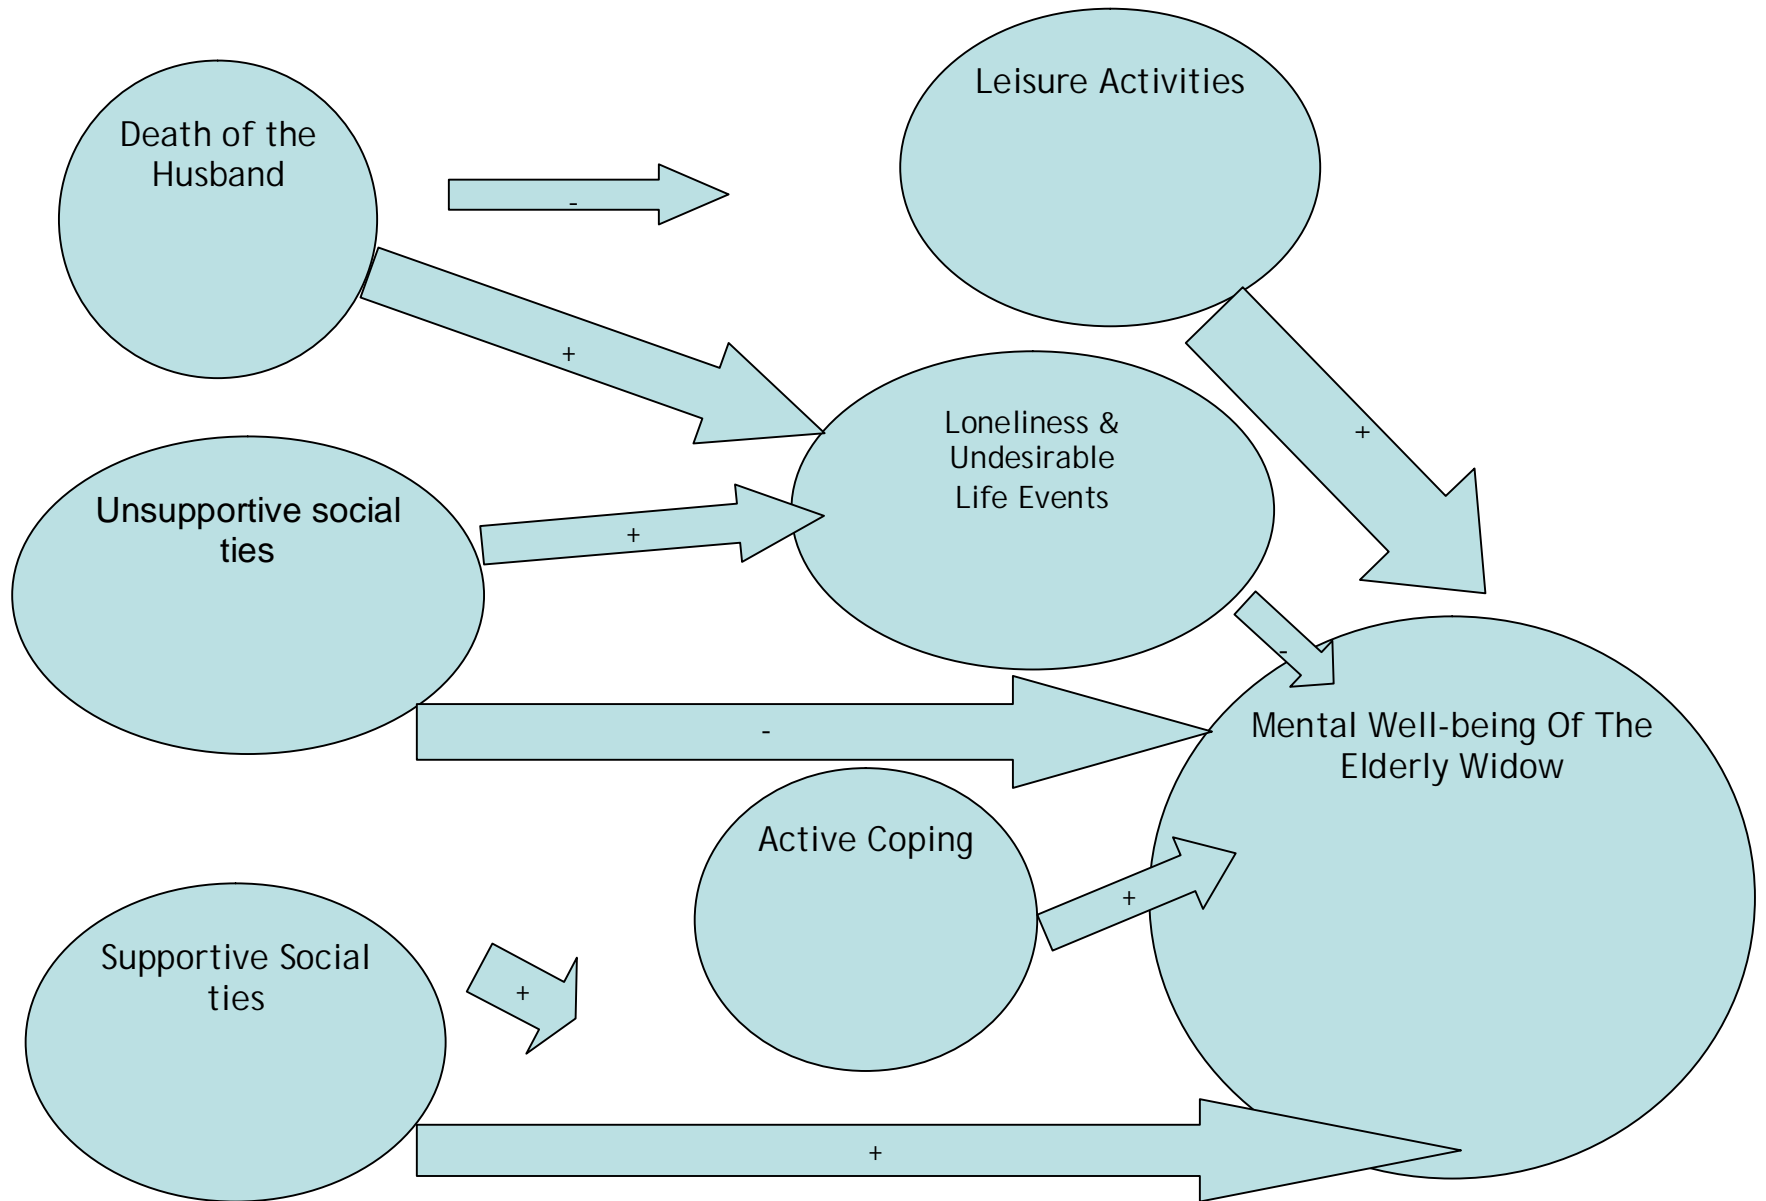 Leisure Activities
Death of the
Husband
-
+
Loneliness &
Undesirable
Life Events
+
Unsupportive social
ties
+
-
Mental Well-being Of The
Elderly Widow
-
Active Coping
+
Supportive Social
ties
+
+